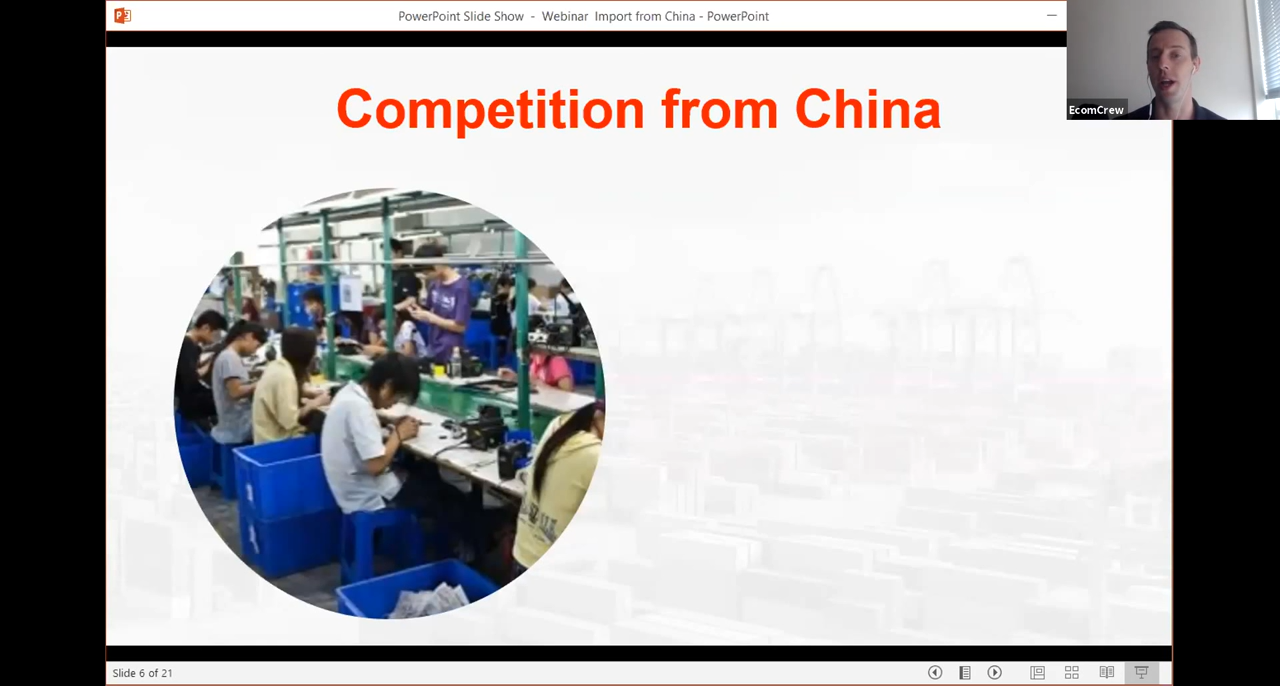 PowerPoint Slide Show - Webinar Import from China - PowerPoint
EcomCrew
Competition from China
Slide 6 of 21